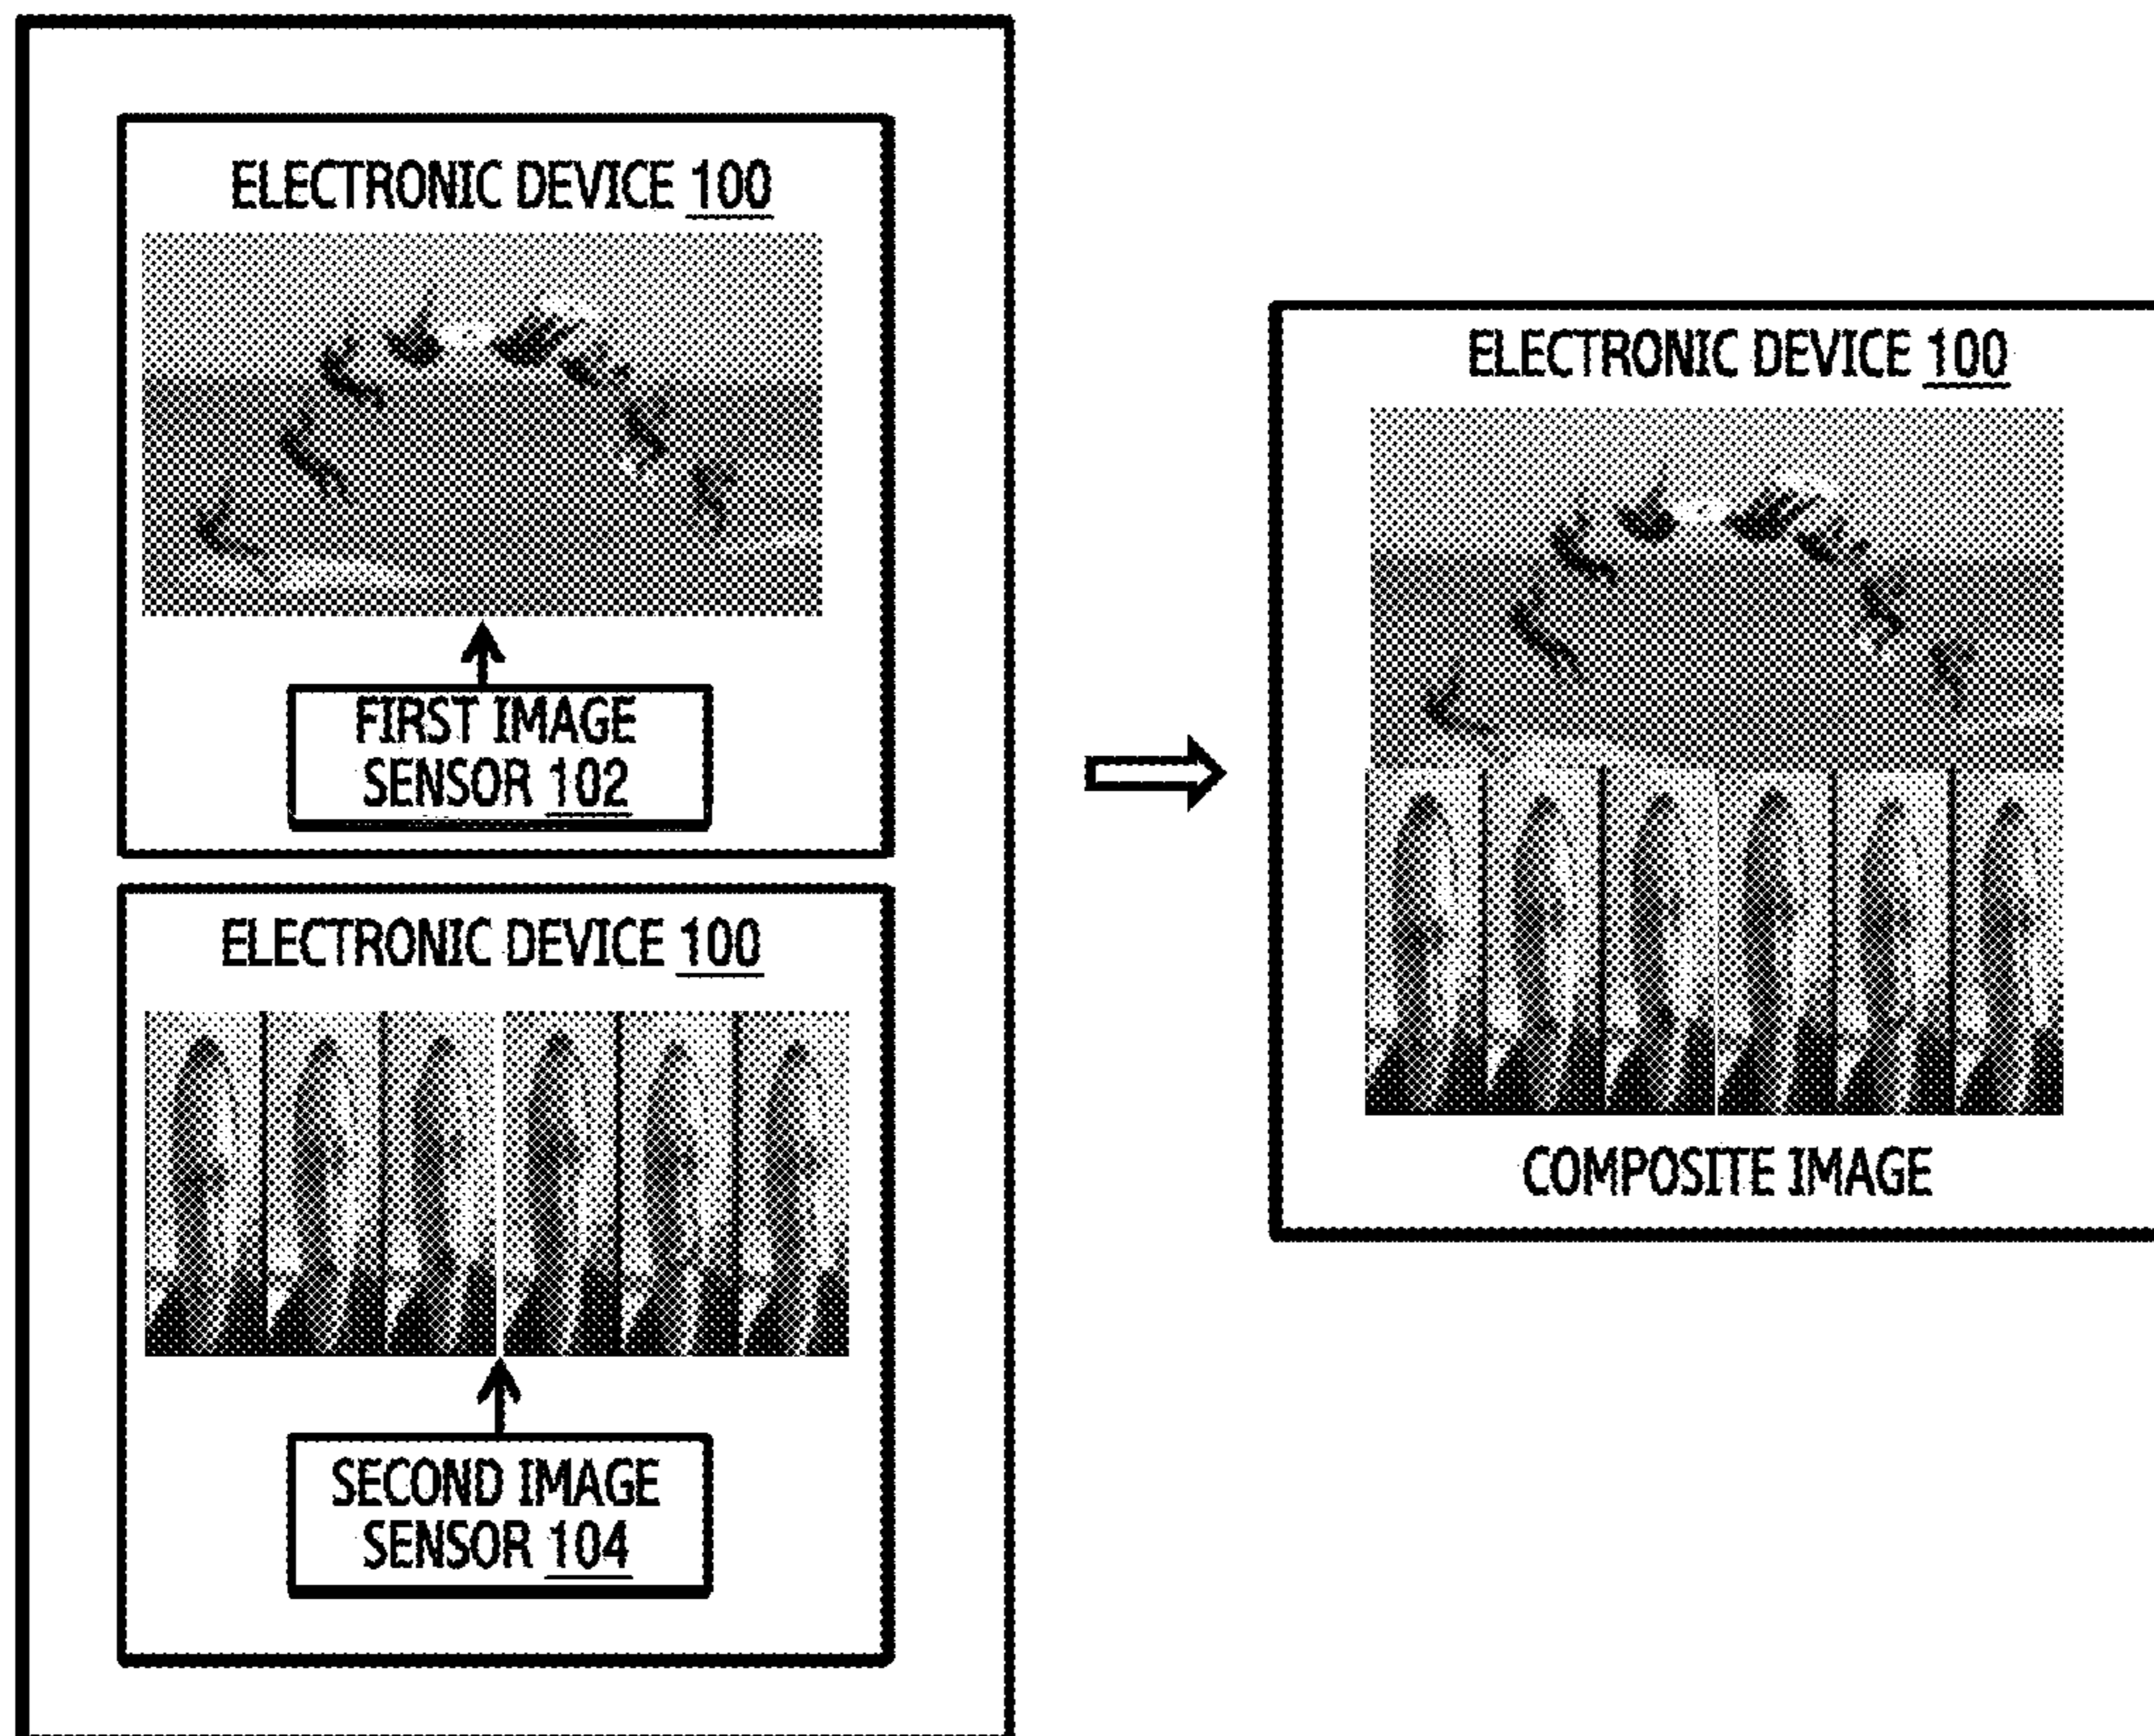 ELECTRONIC DEVICE 100
FIRST IMAGE
SENSOR 102
ELECTRONIC DEVICE 100
SECOND IMAGE
SENSOR 104
ELECTRONIC DEVICE 100
COMPOSITE IMAGE